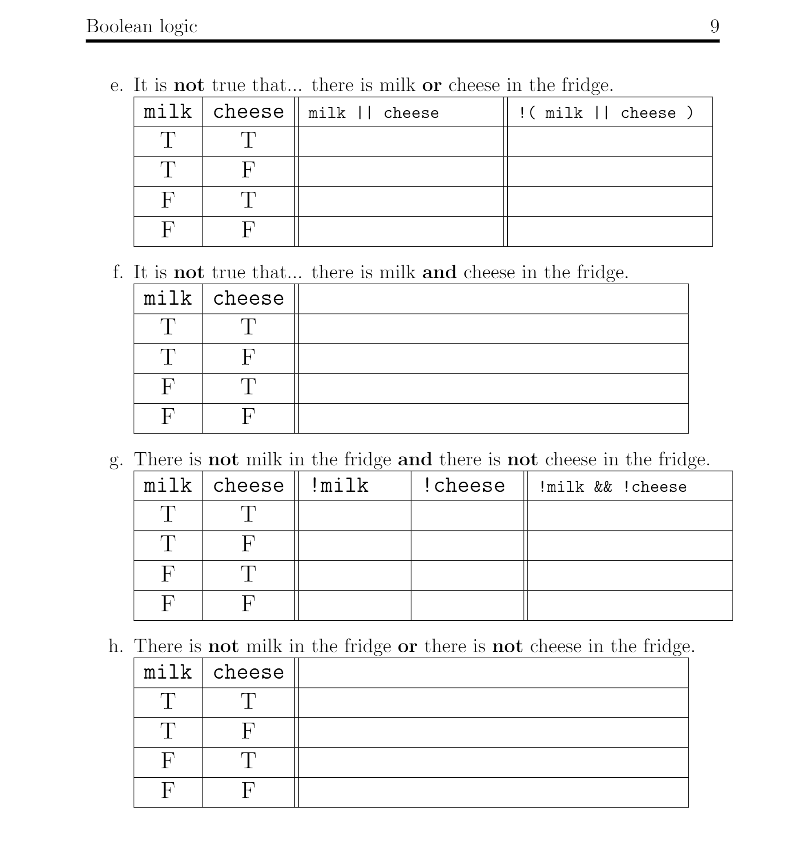 Boolean logic 9
e. It is not true that... there is milk or cheese in the fridge.
milk cheese milk || cheese !( milk || cheese )
T T
T F
F T
F F
f. It is not true that... there is milk and cheese in the fridge.
milk cheese
T T
T F
F T
F F
g. There is not milk in the fridge and there is not cheese in the fridge.
milk cheese !milk !cheese !milk && !cheese
T T
T F
F T
F F
h. There is not milk in the fridge or there is not cheese in the fridge.
milk cheese
T T
T F
F T
F F